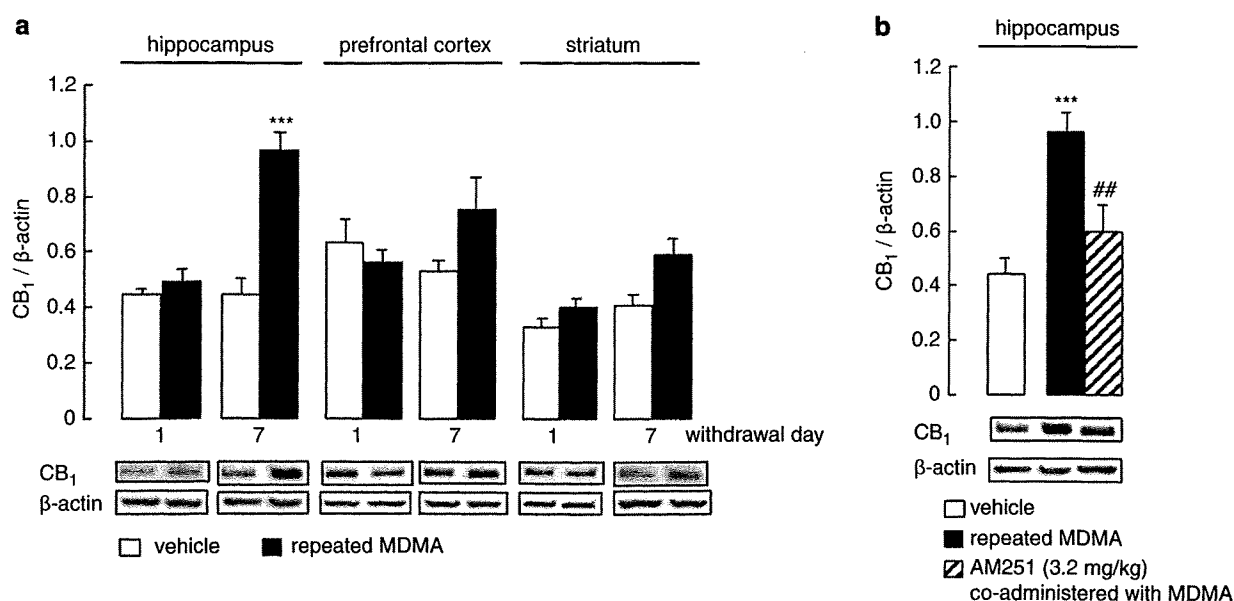 a
hippocampus prefrontal cortex striatum
1.2
1.0
0.8
0.6
0.4
0.2
0
CB₁ / β-actin
***
1 7 1 7 1 7 withdrawal day
CB₁
β-actin
vehicle repeated MDMA
b
hippocampus
1.2
1.0
0.8
0.6
0.4
0.2
0
CB₁ / β-actin
***
##
CB₁
β-actin
vehicle
repeated MDMA
AM251 (3.2 mg/kg)
co-administered with MDMA